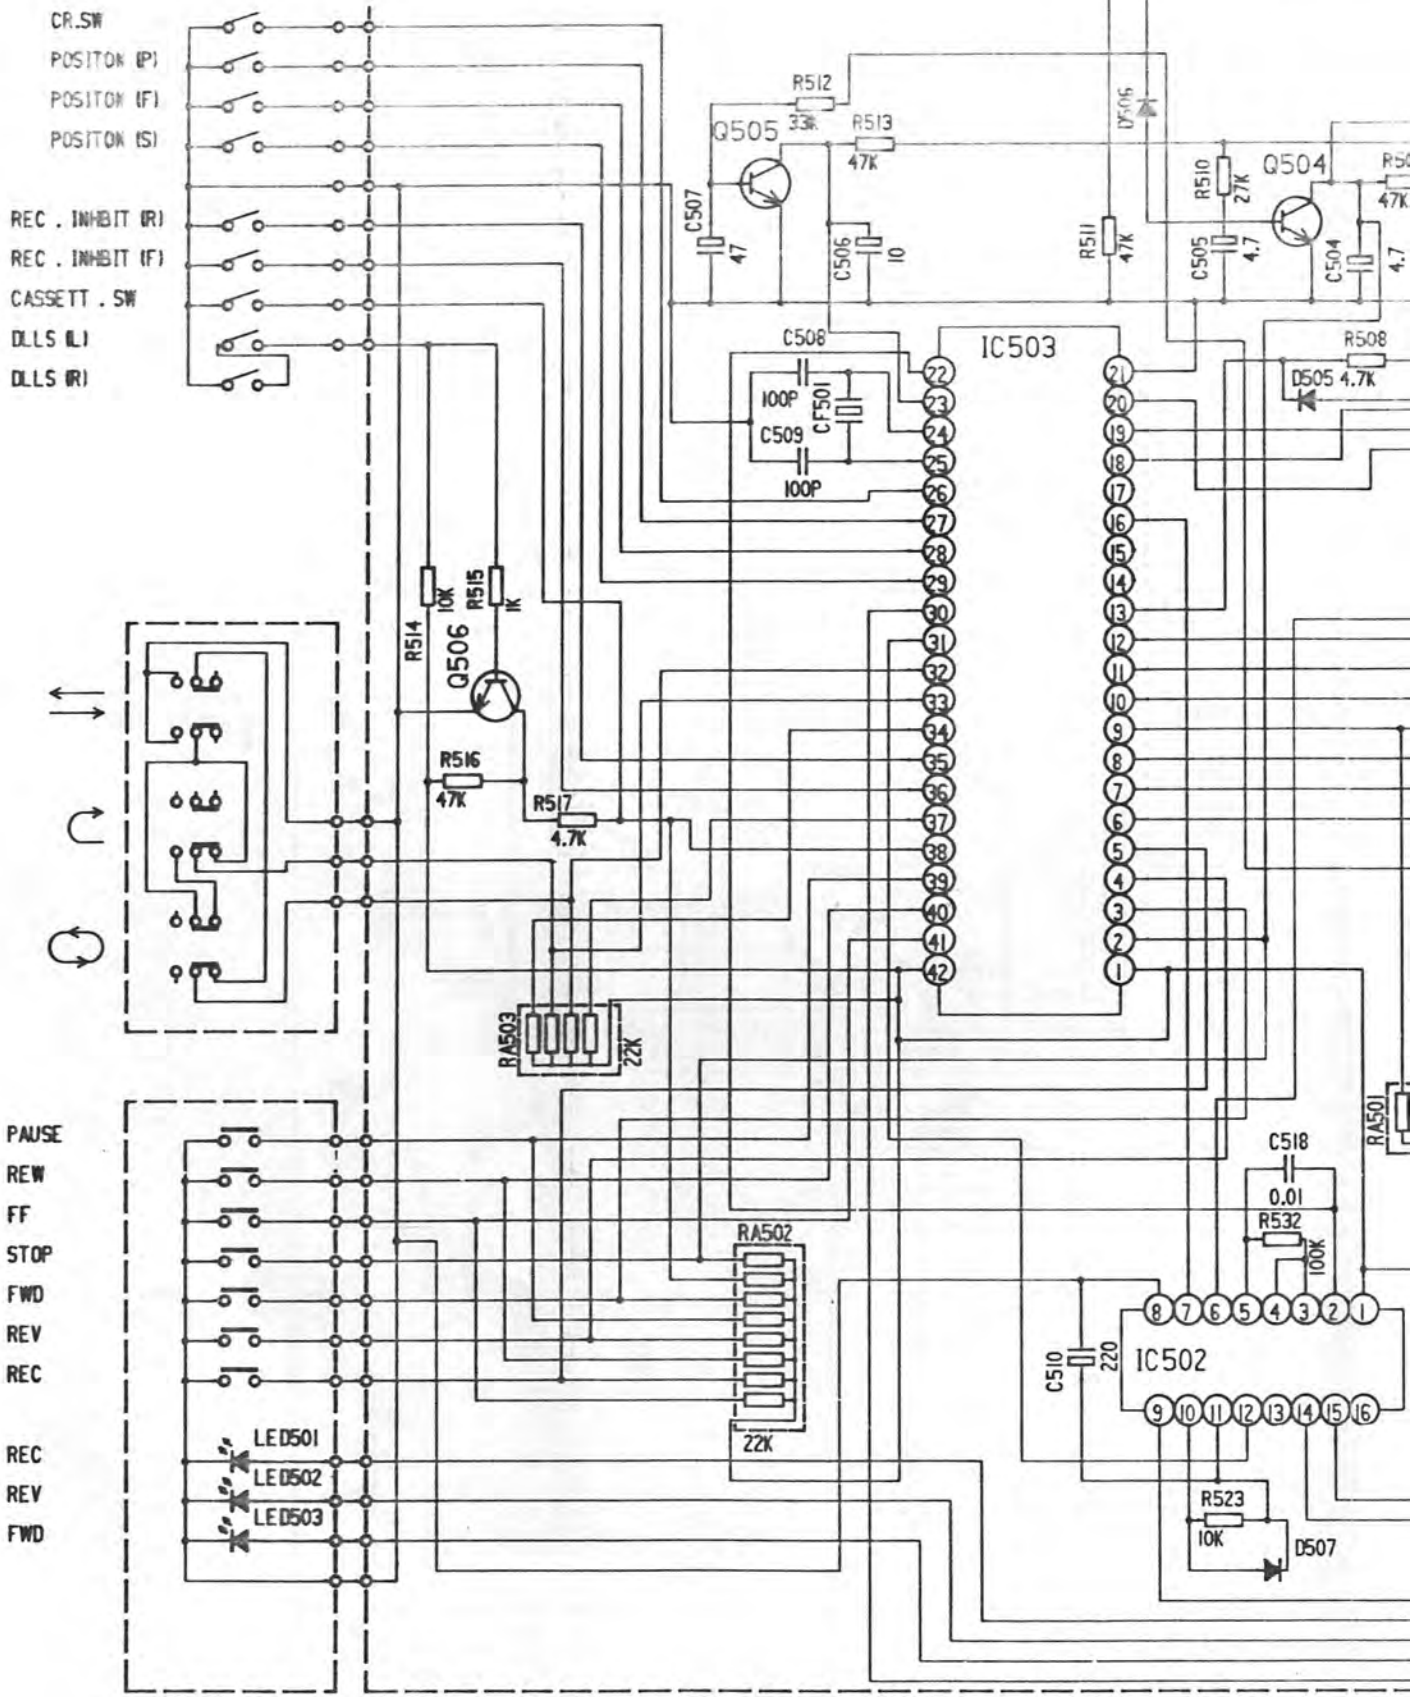 CR.SW
POSITON (P)
POSITON (F)
POSITON (S)
REC . INHBIT (R)
REC . INHBIT (F)
CASSETT . SW
DLLS (L)
DLLS (R)
R512
33K
Q505
R513
47K
C507
47
C506
10
D506
R511
47K
R510
27K
C505
4.7
Q504
C504
4.7
47K
C508
100P
CF501
C509
100P
IC503
R508
4.7K
D505
22
23
24
25
26
27
28
29
30
31
32
33
34
35
36
37
38
39
40
41
42
21
20
19
18
17
16
15
14
13
12
11
10
9
8
7
6
5
4
3
2
1
R514
10K
R515
1K
Q506
R516
47K
R517
4.7K
RA503
22K
RA501
PAUSE
REW
FF
STOP
FWD
REV
REC
REC
REV
FWD
LED501
LED502
LED503
RA502
22K
C518
0.01
R532
100K
C510
220
IC502
8 7 6 5 4 3 2 1
9 10 11 12 13 14 15 16
R523
10K
D507